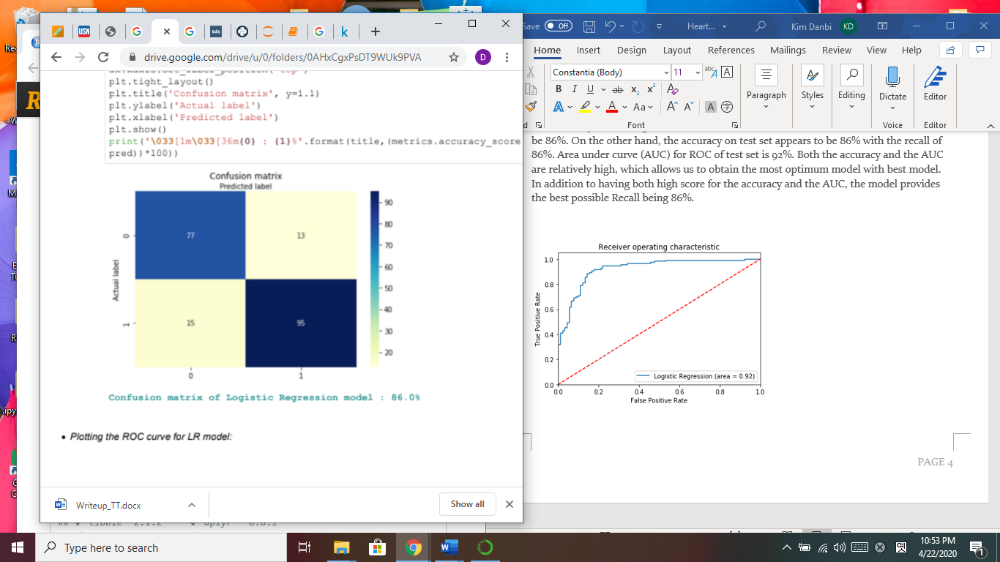 USN
tds
k
D
drive.google.com/drive/u/0/folders/0AHxCgxPsDT9WUk9PVA
plt.tight_layout()
plt.title('Confusion matrix', y=1.1)
plt.ylabel('Actual label')
plt.xlabel('Predicted label')
plt.show()
print('\033[1m\033[36m{0} : {1}%'.format(title,(metrics.accuracy_score
pred))*100))
Confusion matrix
Predicted label
Actual label
0
1
77
13
15
95
0
1
90
80
70
60
50
40
30
20
Confusion matrix of Logistic Regression model : 86.0%
• Plotting the ROC curve for LR model:
Writeup_TT.docx
Show all
Save
Off
Heart...
Kim Danbi
KD
Home
Insert
Design
Layout
References
Mailings
Review
View
Help
Constantia (Body)
11
abc
A
A
B I U ab x₂ x² A
A A Aa A A A 字
Paragraph
Styles
Editing
Dictate
Editor
Font
Voice
Editor
be 86%. On the other hand, the accuracy on test set appears to be 86% with the recall of
86%. Area under curve (AUC) for ROC of test set is 92%. Both the accuracy and the AUC
are relatively high, which allows us to obtain the most optimum model with best model.
In addition to having both high score for the accuracy and the AUC, the model provides
the best possible Recall being 86%.
Receiver operating characteristic
True Positive Rate
1.0
0.8
0.6
0.4
0.2
0.0
0.0
0.2
0.4
0.6
0.8
1.0
Logistic Regression (area = 0.92)
False Positive Rate
PAGE 4
Type here to search
10:53 PM
4/22/2020
1